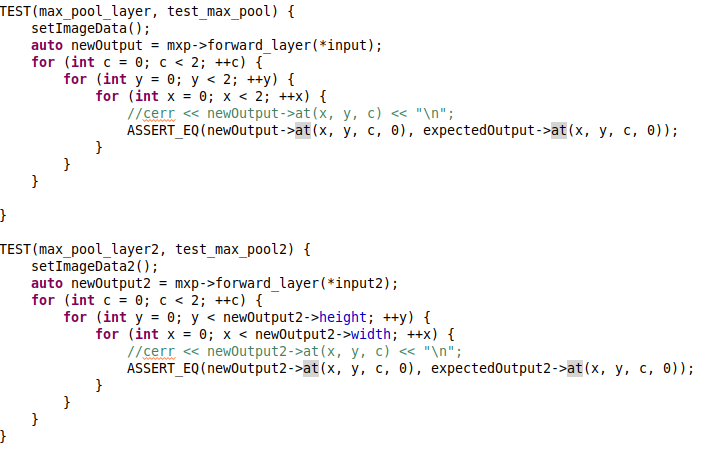 TEST(max_pool_layer, test_max_pool) {
    setImageData();
    auto newOutput = mxp->forward_layer(*input);
    for (int c = 0; c < 2; ++c) {
        for (int y = 0; y < 2; ++y) {
            for (int x = 0; x < 2; ++x) {
                //cerr << newOutput->at(x, y, c) << "\n";
                ASSERT_EQ(newOutput->at(x, y, c, 0), expectedOutput->at(x, y, c, 0));
            }
        }
    }

}

TEST(max_pool_layer2, test_max_pool2) {
    setImageData2();
    auto newOutput2 = mxp->forward_layer(*input2);
    for (int c = 0; c < 2; ++c) {
        for (int y = 0; y < newOutput2->height; ++y) {
            for (int x = 0; x < newOutput2->width; ++x) {
                //cerr << newOutput2->at(x, y, c) << "\n";
                ASSERT_EQ(newOutput2->at(x, y, c, 0), expectedOutput2->at(x, y, c, 0));
            }
        }
    }
}